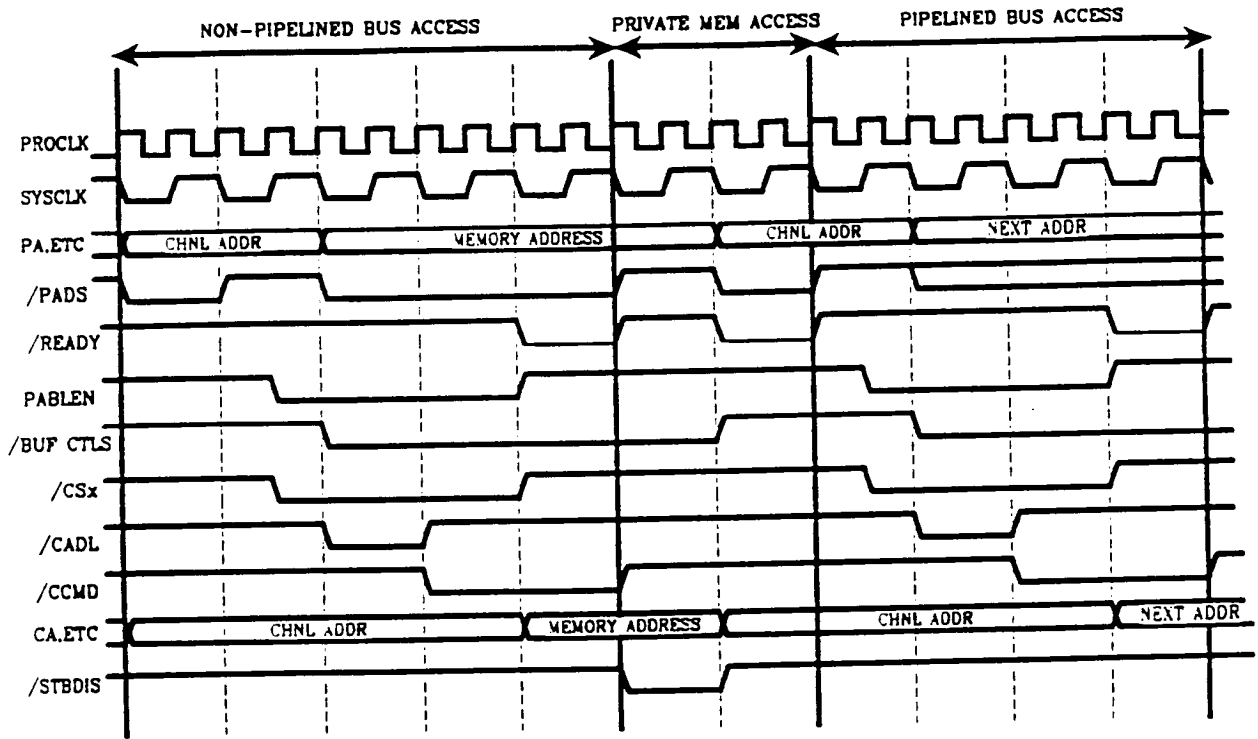 NON-PIPELINED BUS ACCESS PRIVATE MEM ACCESS PIPELINED BUS ACCESS
PROCLK
SYSCLK
PA.ETC CHNL ADDR MEMORY ADDRESS CHNL ADDR NEXT ADDR
/PADS
/READY
PABLEN
/BUF CTLS
/CSx
/CADL
/CCMD
CA.ETC CHNL ADDR MEMORY ADDRESS CHNL ADDR NEXT ADDR
/STBDIS